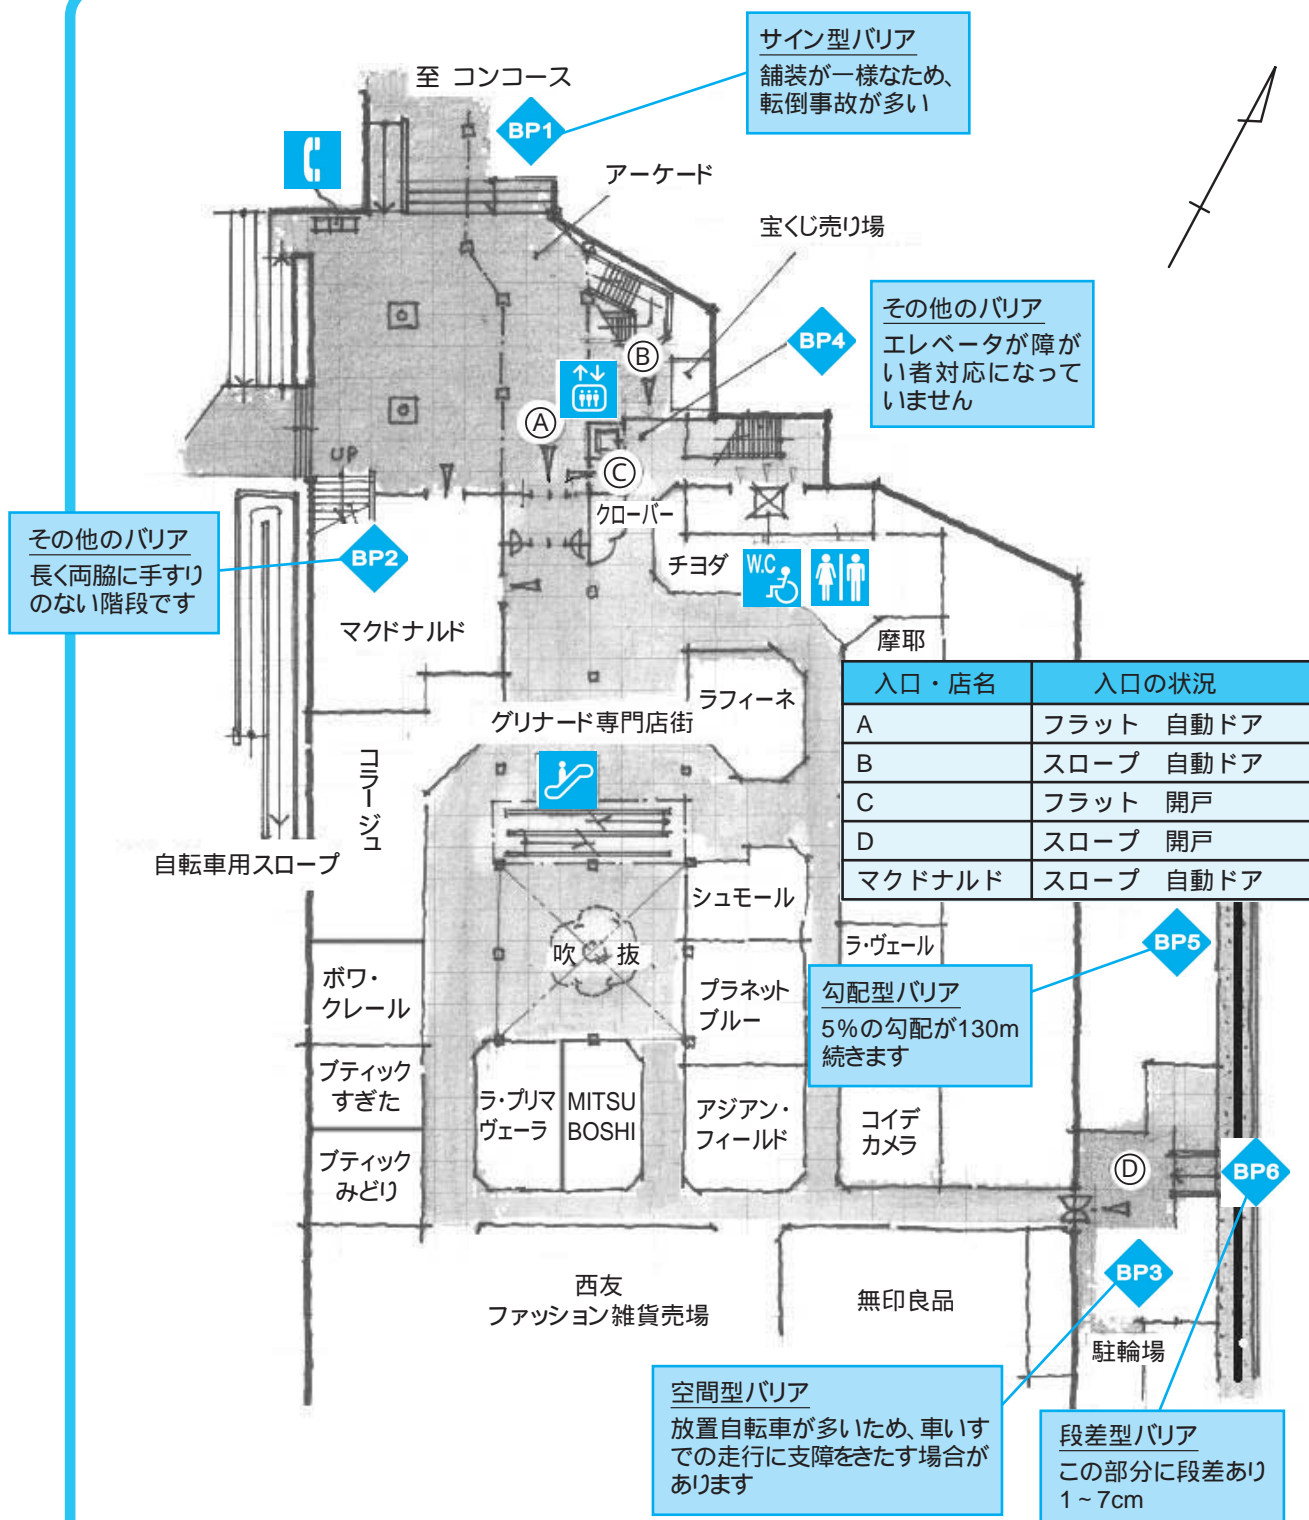 サイン型バリア
舗装が一様なため、
転倒事故が多い
至 コンコース
BP1
アーケード
宝くじ売り場
その他のバリア
エレベータが障が
い者対応になって
いません
BP4
B
A
C
UP
クローバー
その他のバリア
長く両脇に手すり
のない階段です
BP2
チヨダ
W.C
マクドナルド
摩耶
ラフィーネ
入口・店名 入口の状況
A フラット 自動ドア
B スロープ 自動ドア
C フラット 開戸
D スロープ 開戸
マクドナルド スロープ 自動ドア
グリナード専門店街
コラージュ
自転車用スロープ
シュモール
吹 抜
ラ・ヴェール
BP5
ボワ・
クレール
プラネット
ブルー
勾配型バリア
5%の勾配が130m
続きます
ブティック
すぎた
ラ・プリマ
ヴェーラ
MITSU
BOSHI
アジアン・
フィールド
コイデ
カメラ
ブティック
みどり
D
BP6
BP3
西友
ファッション雑貨売場
無印良品
駐輪場
空間型バリア
放置自転車が多いため、車いす
での走行に支障をきたす場合が
あります
段差型バリア
この部分に段差あり
1~7cm